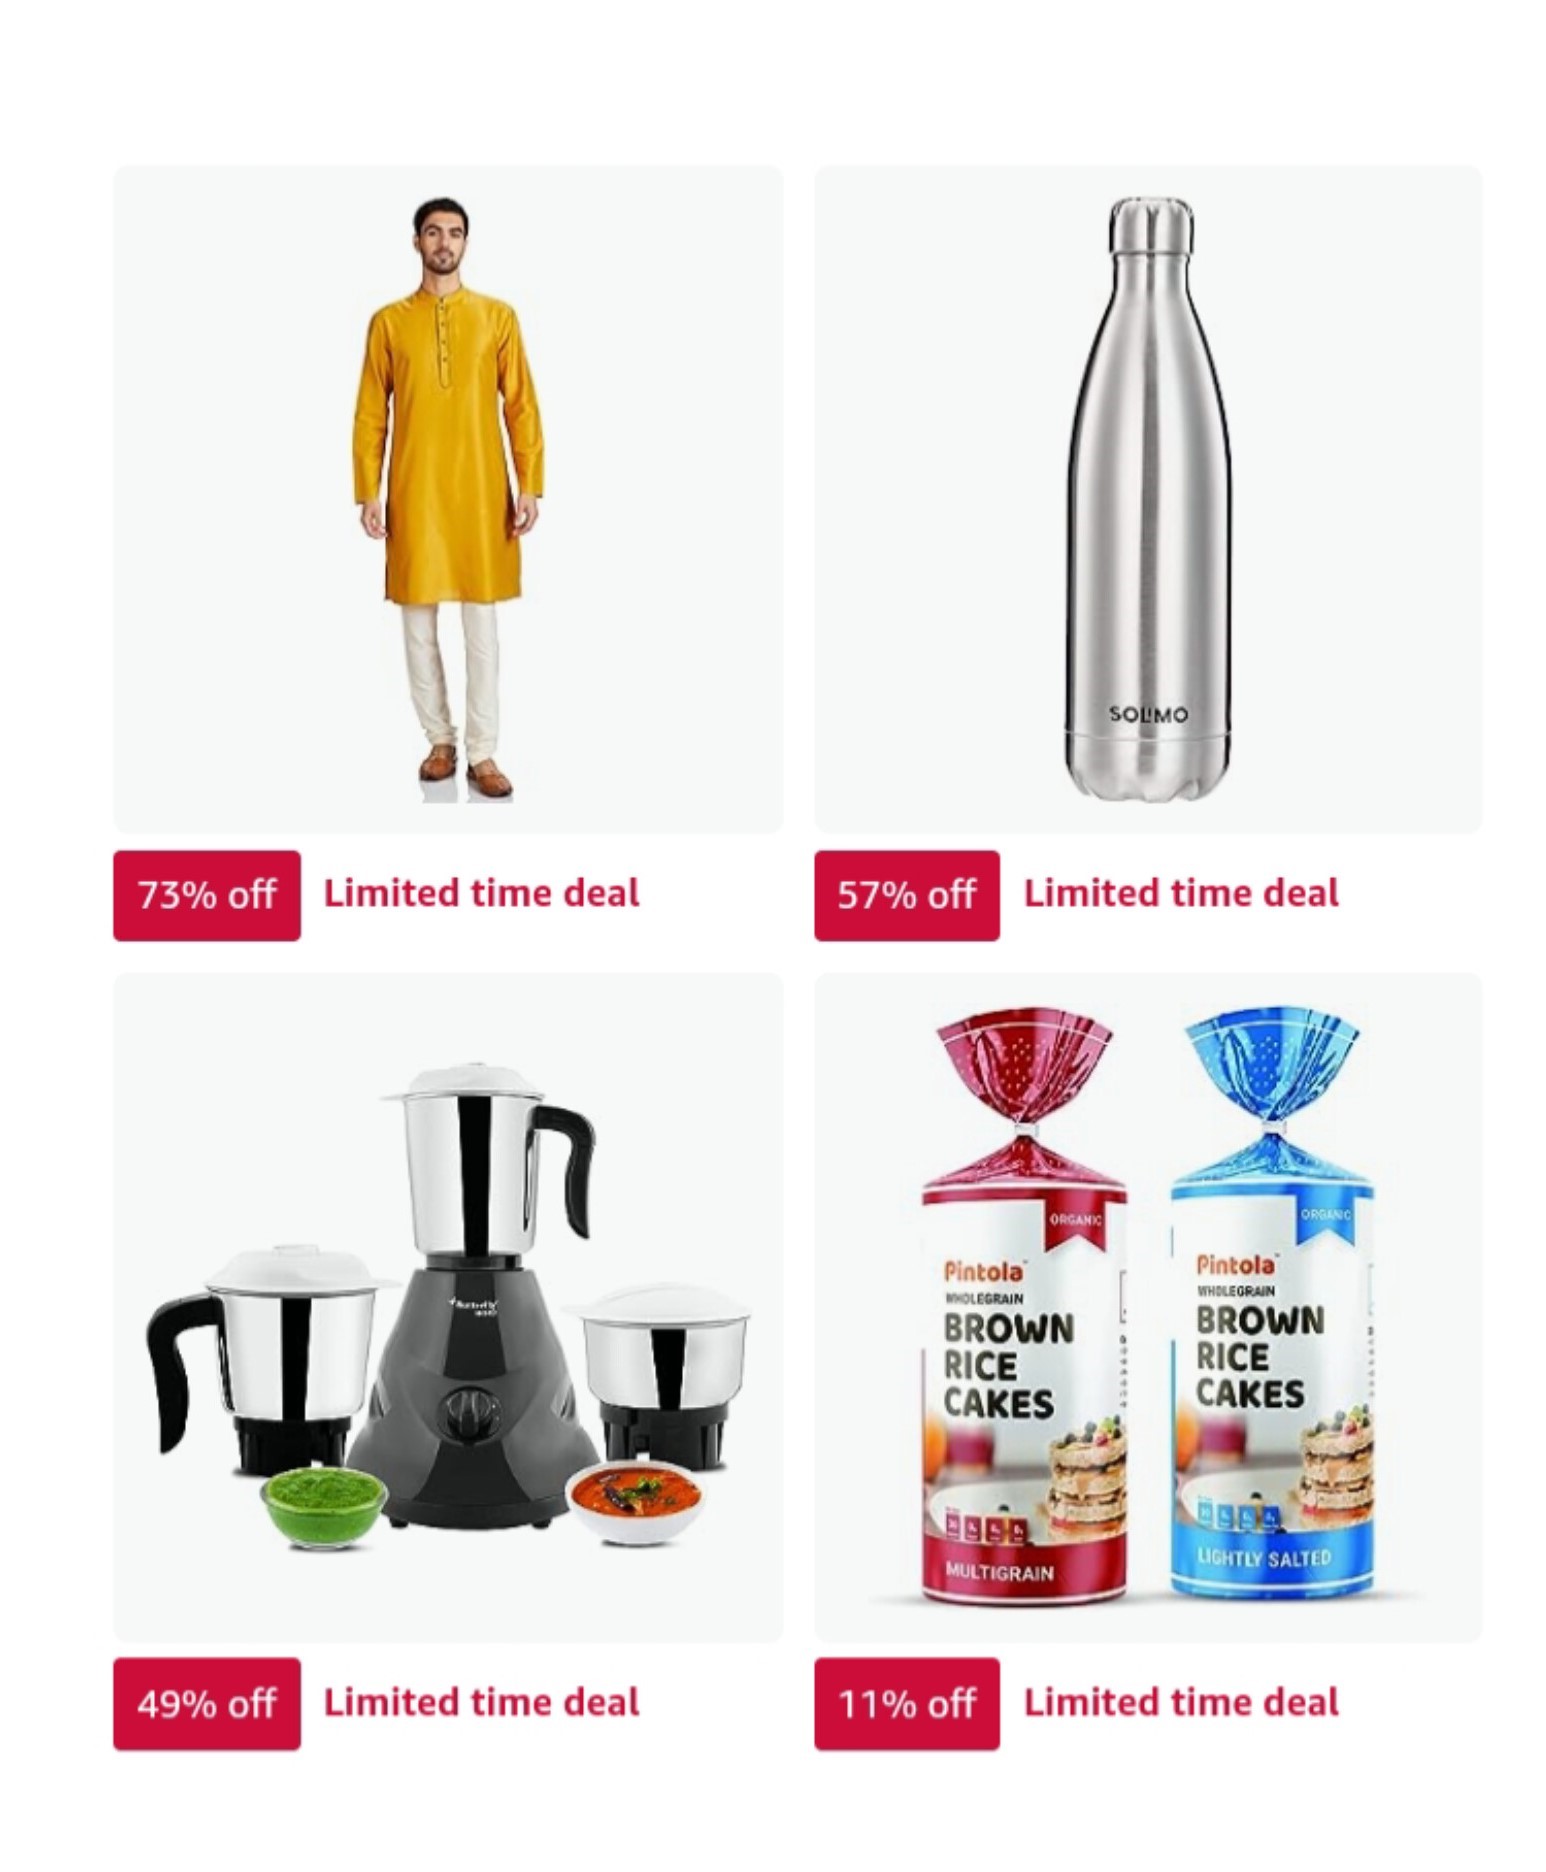 73% off Limited time deal
SOLIMO
57% off Limited time deal
Butterfly
49% off Limited time deal
ORGANIC
Pintola
WHOLEGRAIN
BROWN
RICE
CAKES
MULTIGRAIN
ORGANIC
Pintola
WHOLEGRAIN
BROWN
RICE
CAKES
LIGHTLY SALTED
11% off Limited time deal